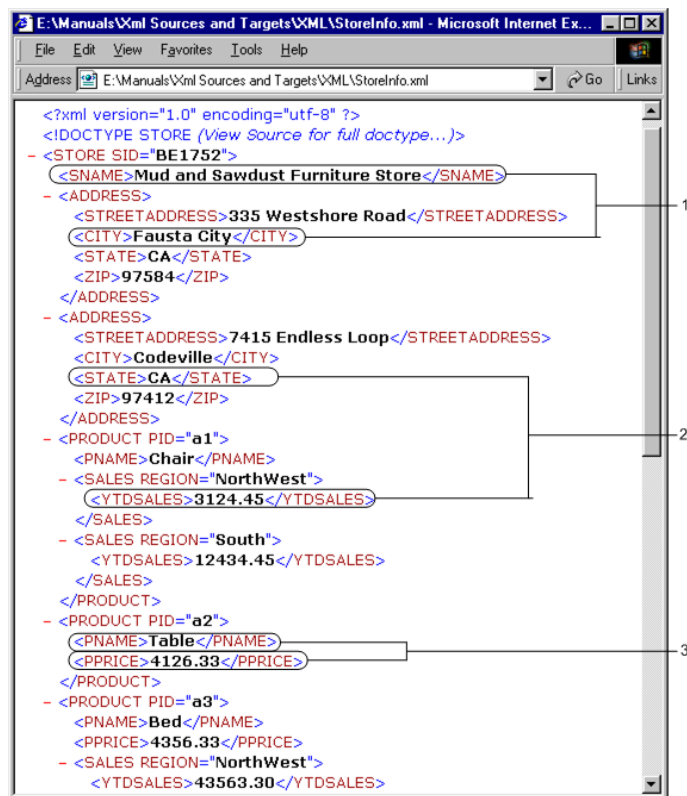 E:\Manuals\Xml Sources and Targets\XML\StoreInfo.xml - Microsoft Internet Ex...
File Edit View Favorites Tools Help
Address E:\Manuals\Xml Sources and Targets\XML\StoreInfo.xml Go Links
<?xml version="1.0" encoding="utf-8" ?>
<!DOCTYPE STORE (View Source for full doctype...)>
- <STORE SID="BE1752">
<SNAME>Mud and Sawdust Furniture Store</SNAME>
- <ADDRESS>
<STREETADDRESS>335 Westshore Road</STREETADDRESS>
1
<CITY>Fausta City</CITY>
<STATE>CA</STATE>
<ZIP>97584</ZIP>
</ADDRESS>
- <ADDRESS>
<STREETADDRESS>7415 Endless Loop</STREETADDRESS>
<CITY>Codeville</CITY>
<STATE>CA</STATE>
<ZIP>97412</ZIP>
</ADDRESS>
2
- <PRODUCT PID="a1">
<PNAME>Chair</PNAME>
- <SALES REGION="NorthWest">
<YTDSALES>3124.45</YTDSALES>
</SALES>
- <SALES REGION="South">
<YTDSALES>12434.45</YTDSALES>
</SALES>
</PRODUCT>
- <PRODUCT PID="a2">
<PNAME>Table</PNAME>
3
<PPRICE>4126.33</PPRICE>
</PRODUCT>
- <PRODUCT PID="a3">
<PNAME>Bed</PNAME>
<PPRICE>4356.33</PPRICE>
- <SALES REGION="NorthWest">
<YTDSALES>43563.30</YTDSALES>